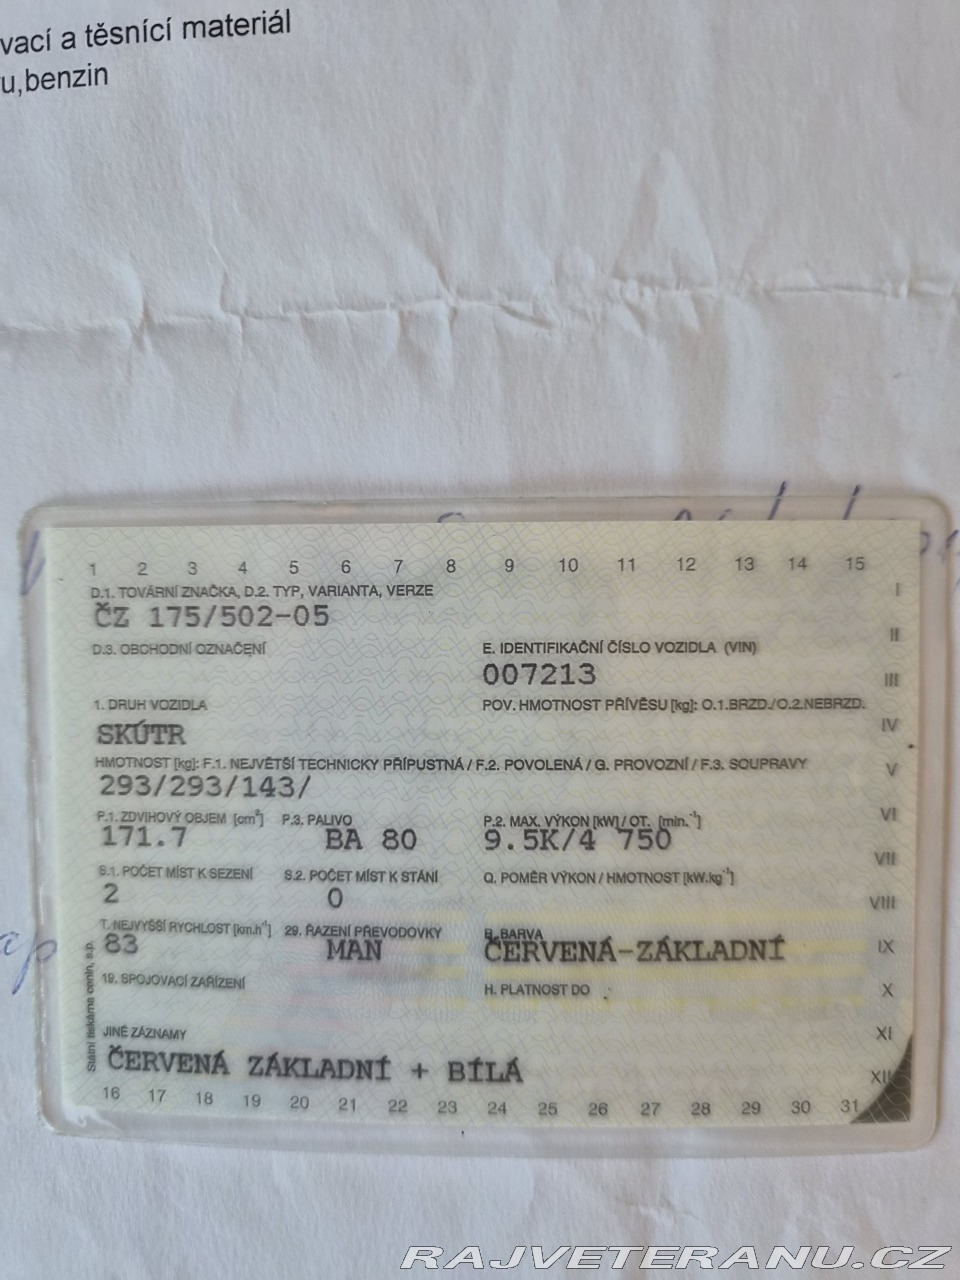 vací a těsnící materiál
u,benzin
1 2 3 4 5 6 7 8 9 10 11 12 13 14 15
D.1. TOVÁRNÍ ZNAČKA, D.2. TYP, VARIANTA, VERZE
I
ČZ 175/502-05
II
D.3. OBCHODNÍ OZNAČENÍ E. IDENTIFIKAČNÍ ČÍSLO VOZIDLA (VIN)
007213
III
1. DRUH VOZIDLA POV. HMOTNOST PŘÍVĚSU [kg]: O.1.BRZD./O.2.NEBRZD.
SKÚTR
IV
HMOTNOST [kg]: F.1. NEJVĚTŠÍ TECHNICKY PŘÍPUSTNÁ / F.2. POVOLENÁ / G. PROVOZNÍ / F.3. SOUPRAVY
V
293/293/143/
P.1. ZDVIHOVÝ OBJEM [cm³] P.3. PALIVO P.2. MAX. VÝKON [kW] / OT. [min.⁻¹]
VI
171.7 BA 80 9.5K/4 750
VII
S.1. POČET MÍST K SEZENÍ S.2. POČET MÍST K STÁNÍ Q. POMĚR VÝKON / HMOTNOST [kW.kg⁻¹]
2 0
VIII
T. NEJVYŠŠÍ RYCHLOST [km.h⁻¹] 29. ŘAZENÍ PŘEVODOVKY R. BARVA
83 MAN ČERVENÁ-ZÁKLADNÍ
IX
19. SPOJOVACÍ ZAŘÍZENÍ H. PLATNOST DO
X
JINÉ ZÁZNAMY
XI
ČERVENÁ ZÁKLADNÍ + BÍLÁ
XII
16 17 18 19 20 21 22 23 24 25 26 27 28 29 30 31
Státní tiskárna cenin, s.p.
RAJVETERANU.CZ